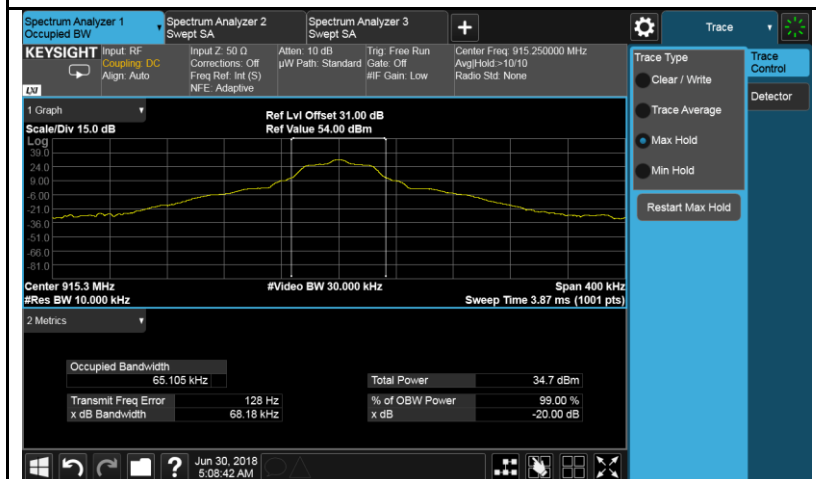 Spectrum Analyzer 1
Occupied BW
Spectrum Analyzer 2
Swept SA
Spectrum Analyzer 3
Swept SA
Trace
KEYSIGHT
LXI
Input: RF
Coupling: DC
Align: Auto
Input Z: 50 Ω
Corrections: Off
Freq Ref: Int (S)
NFE: Adaptive
Atten: 10 dB
µW Path: Standard
Trig: Free Run
Gate: Off
#IF Gain: Low
Center Freq: 915.250000 MHz
Avg|Hold:>10/10
Radio Std: None
1 Graph
Scale/Div 15.0 dB
Ref Lvl Offset 31.00 dB
Ref Value 54.00 dBm
Log
39.0
24.0
9.00
-6.00
-21.0
-36.0
-51.0
-66.0
-81.0
Center 915.3 MHz
#Res BW 10.000 kHz
#Video BW 30.000 kHz
Span 400 kHz
Sweep Time 3.87 ms (1001 pts)
2 Metrics
Occupied Bandwidth
65.105 kHz
Total Power 34.7 dBm
Transmit Freq Error 128 Hz
% of OBW Power 99.00 %
x dB Bandwidth 68.18 kHz
x dB -20.00 dB
Jun 30, 2018
5:08:42 AM
Trace Type
Clear / Write
Trace Average
Max Hold
Min Hold
Restart Max Hold
Trace
Control
Detector